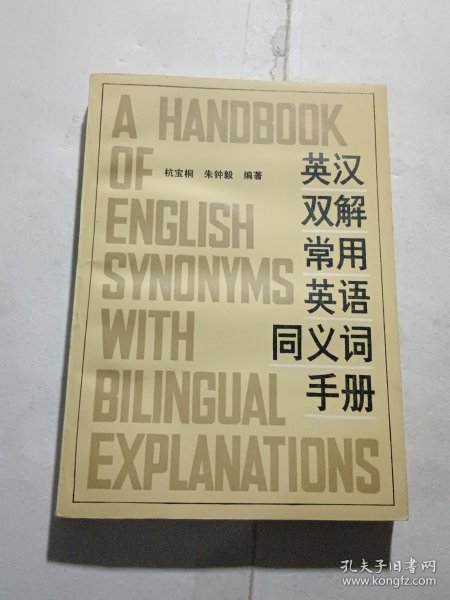 A HANDBOOK
OF
ENGLISH
SYNONYMS
WITH
BILINGUAL
EXPLANATIONS
杭宝桐 朱钟毅 编著
英汉
双解
常用
英语
同义词
手册
孔夫子旧书网
www.kongfz.com